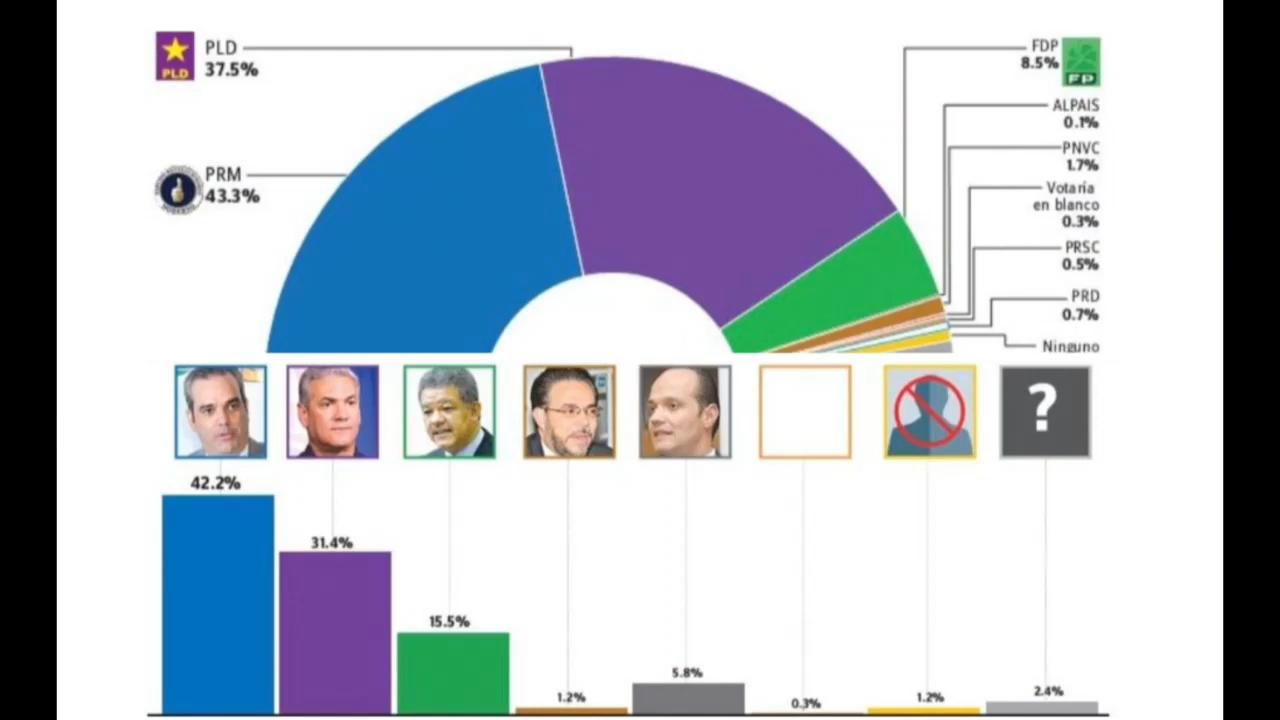 PLD
37.5%
PLD
PRM
43.3%
FDP
8.5%
FP
ALPAIS
0.1%
PNVC
1.7%
Votaría
en blanco
0.3%
PRSC
0.5%
PRD
0.7%
Ninguno
?
42.2%
31.4%
15.5%
1.2%
5.8%
0.3%
1.2%
2.4%